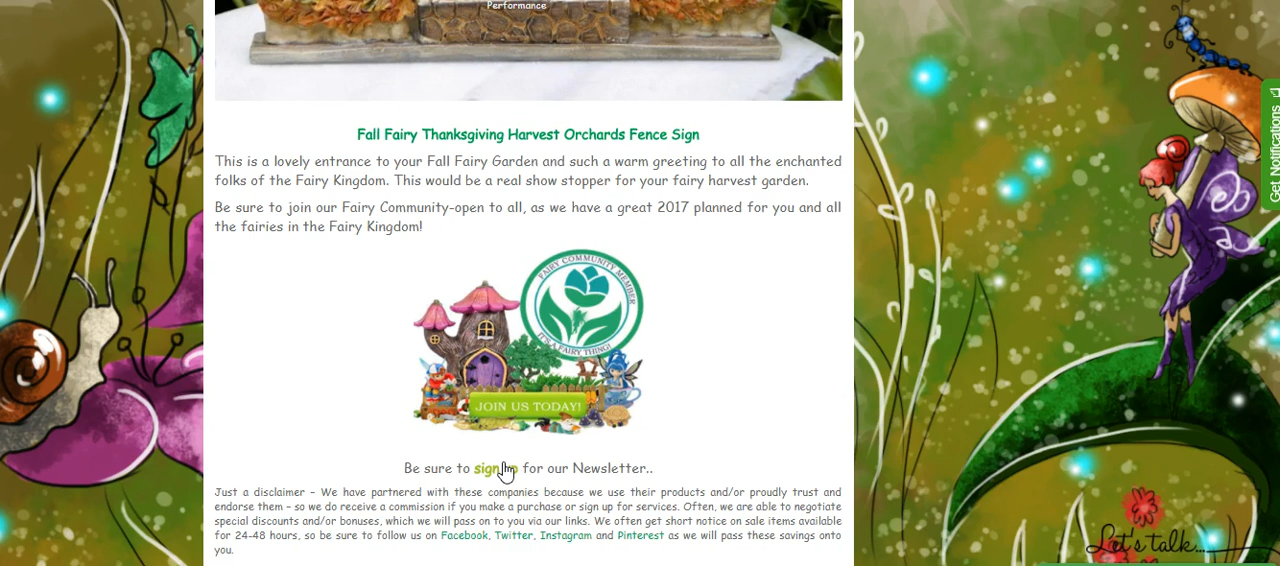 Performance
Fall Fairy Thanksgiving Harvest Orchards Fence Sign
This is a lovely entrance to your Fall Fairy Garden and such a warm greeting to all the enchanted
folks of the Fairy Kingdom. This would be a real show stopper for your fairy harvest garden.
Be sure to join our Fairy Community-open to all, as we have a great 2017 planned for you and all
the fairies in the Fairy Kingdom!
FAIRY COMMUNITY MEMBER
IT'S A FAIRY THING!
JOIN US TODAY!
Be sure to sign for our Newsletter..
Just a disclaimer – We have partnered with these companies because we use their products and/or proudly trust and
endorse them – so we do receive a commission if you make a purchase or sign up for services. Often, we are able to negotiate
special discounts and/or bonuses, which we will pass on to you via our links. We often get short notice on sale items available
for 24-48 hours, so be sure to follow us on Facebook, Twitter, Instagram and Pinterest as we will pass these savings onto
you.
Get Notifications
Let's talk...